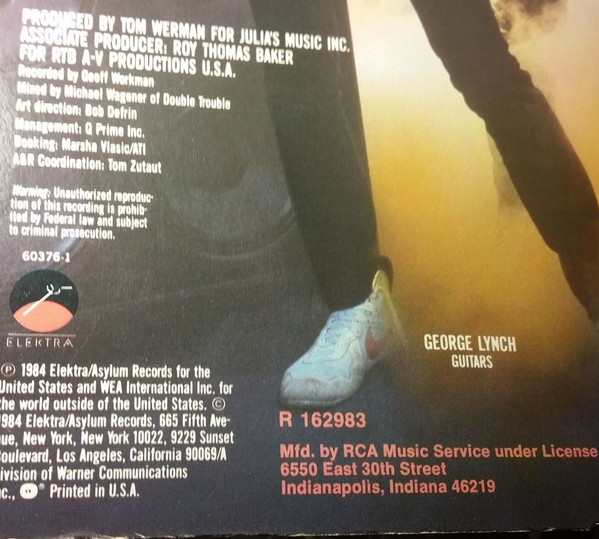 PRODUCED BY TOM WERMAN FOR JULIA'S MUSIC INC.
ASSOCIATE PRODUCER: ROY THOMAS BAKER
FOR RTB A-V PRODUCTIONS U.S.A.
Recorded by Geoff Workman
Mixed by Michael Wagener of Double Trouble
Art direction: Bob Defrin
Management: Q Prime Inc.
Booking: Marsha Vlasic/ATI
A&R Coordination: Tom Zutaut
Warning: Unauthorized reproduc-
tion of this recording is prohib-
ited by Federal law and subject
to criminal prosecution.
60376-1
ELEKTRA
GEORGE LYNCH
GUITARS
Ⓟ 1984 Elektra/Asylum Records for the
United States and WEA International Inc. for
the world outside of the United States. ©
1984 Elektra/Asylum Records, 665 Fifth Ave-
nue, New York, New York 10022, 9229 Sunset
Boulevard, Los Angeles, California 90069/A
Division of Warner Communications
Inc., ® Printed in U.S.A.
R 162983
Mfd. by RCA Music Service under License
6550 East 30th Street
Indianapolis, Indiana 46219